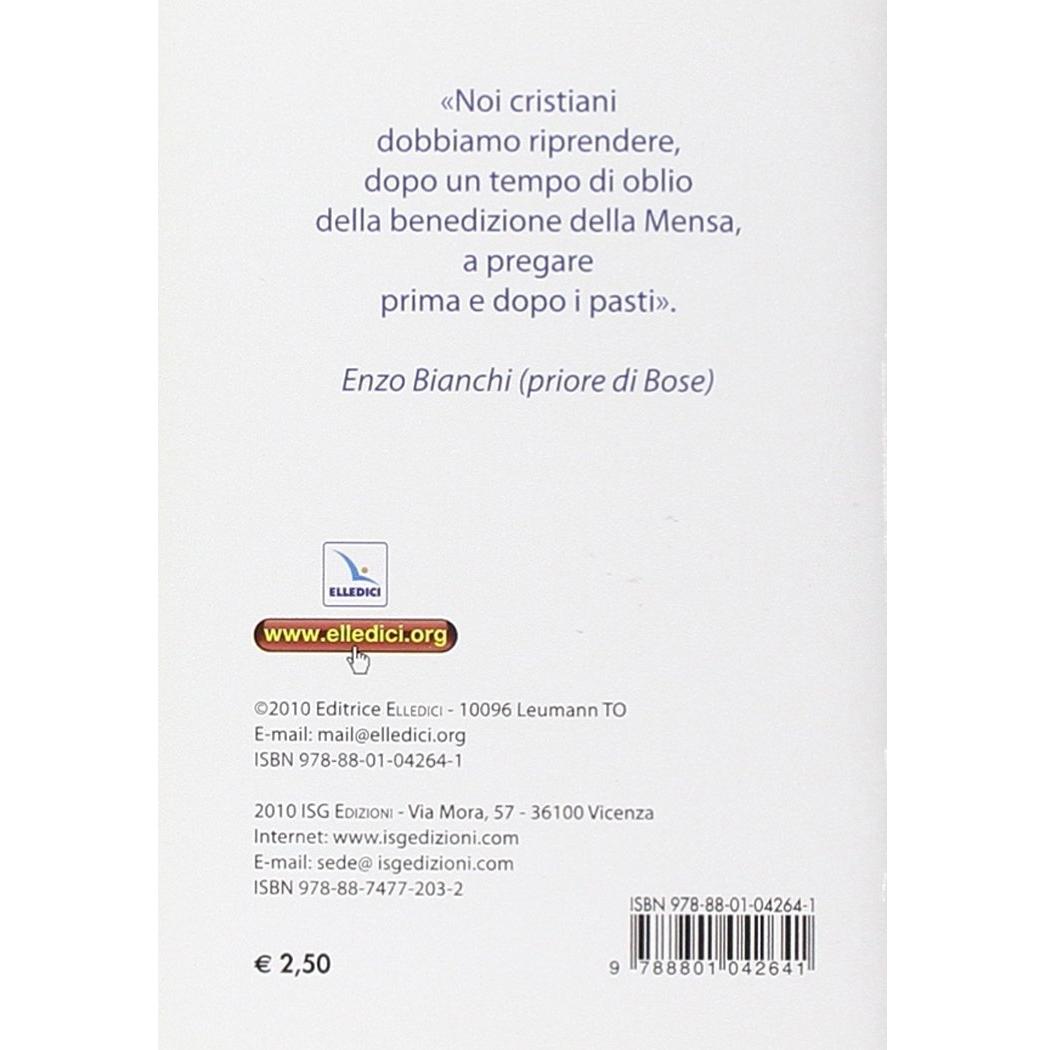 «Noi cristiani
dobbiamo riprendere,
dopo un tempo di oblio
della benedizione della Mensa,
a pregare
prima e dopo i pasti».
Enzo Bianchi (priore di Bose)
ELLEDICI
www.elledici.org
©2010 Editrice ELLEDICI - 10096 Leumann TO
E-mail: mail@elledici.org
ISBN 978-88-01-04264-1
2010 ISG EDIZIONI - Via Mora, 57 - 36100 Vicenza
Internet: www.isgedizioni.com
E-mail: sede@ isgedizioni.com
ISBN 978-88-7477-203-2
ISBN 978-88-01-04264-1
9 788801 042641
€ 2,50